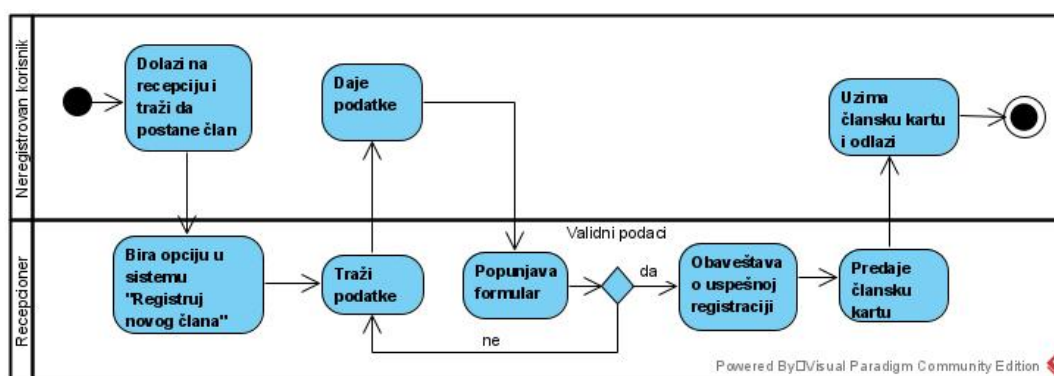 Neregistrovan korisnik
Dolazi na
recepciju i
traži da
postane član
Daje
podatke
Uzima
člansku kartu
i odlazi
Recepcioner
Bira opciju u
sistemu
"Registruj
novog člana"
Traži
podatke
Popunjava
formular
Validni podaci
da
ne
Obaveštava
o uspešnoj
registraciji
Predaje
člansku
kartu
Powered By□Visual Paradigm Community Edition